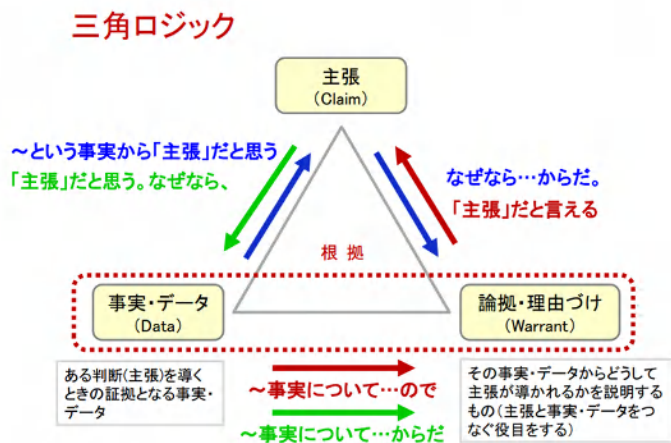 三角ロジック
主張
(Claim)
~という事実から「主張」だと思う
「主張」だと思う。なぜなら、
なぜなら…からだ。
「主張」だと言える
根 拠
事実・データ
(Data)
論拠・理由づけ
(Warrant)
ある判断(主張)を導く
ときの証拠となる事実・
データ
~事実について…ので
~事実について…からだ
その事実・データからどうして
主張が導かれるかを説明する
もの(主張と事実・データをつ
なぐ役目をする)